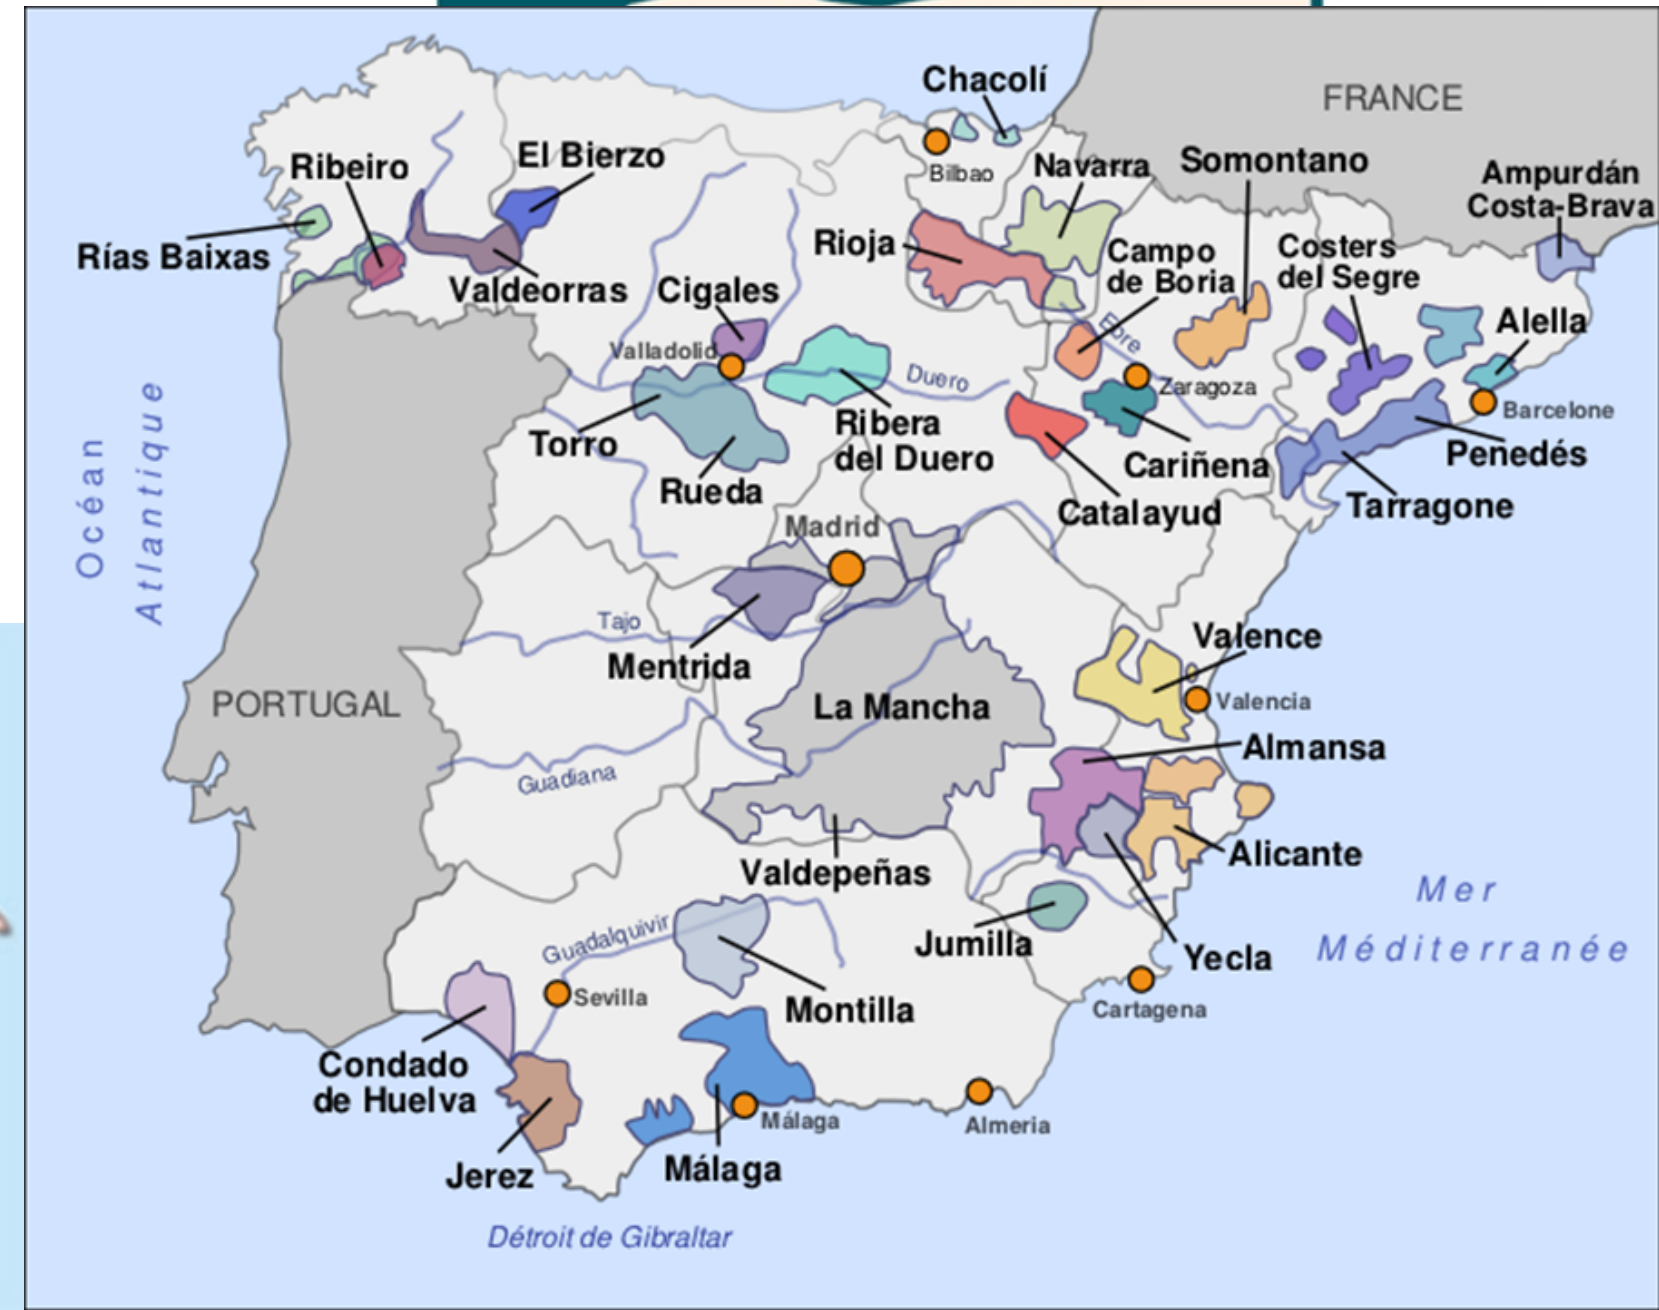 Chacolí
FRANCE
Bilbao
Ribeiro
El Bierzo
Navarra
Somontano
Ampurdán
Costa-Brava
Rías Baixas
Valdeorras
Cigales
Rioja
Campo
de Boria
Costers
del Segre
Alella
Valladolid
Ebre
Duero
Zaragoza
Barcelone
Torro
Ribera
del Duero
Cariñena
Penedés
Rueda
Catalayud
Tarragone
Océan
Atlantique
Madrid
Tajo
Mentrida
Valence
PORTUGAL
La Mancha
Valencia
Guadiana
Almansa
Valdepeñas
Alicante
Mer
Méditerranée
Guadalquivir
Jumilla
Yecla
Sevilla
Montilla
Cartagena
Condado
de Huelva
Málaga
Almeria
Jerez
Málaga
Détroit de Gibraltar